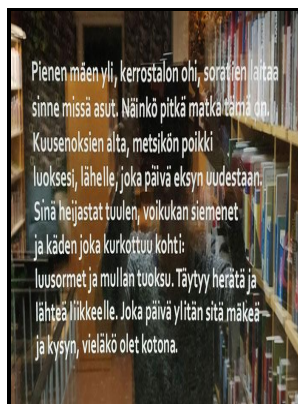 Pienen mäen yli, kerrostalon ohi, soratien laitaa
sinne missä asut. Näinkö pitkä matka tämä on.
Kuusenoksien alta, metsikön poikki
luoksesi, lähelle, joka päivä eksyn uudestaan.
Sinä heijastat tuulen, voikukan siemenet
ja käden joka kurkottuu kohti:
luusormet ja mullan tuoksu. Täytyy herätä ja
lähteä liikkeelle. Joka päivä ylitän sitä mäkeä
ja kysyn, vieläkö olet kotona.